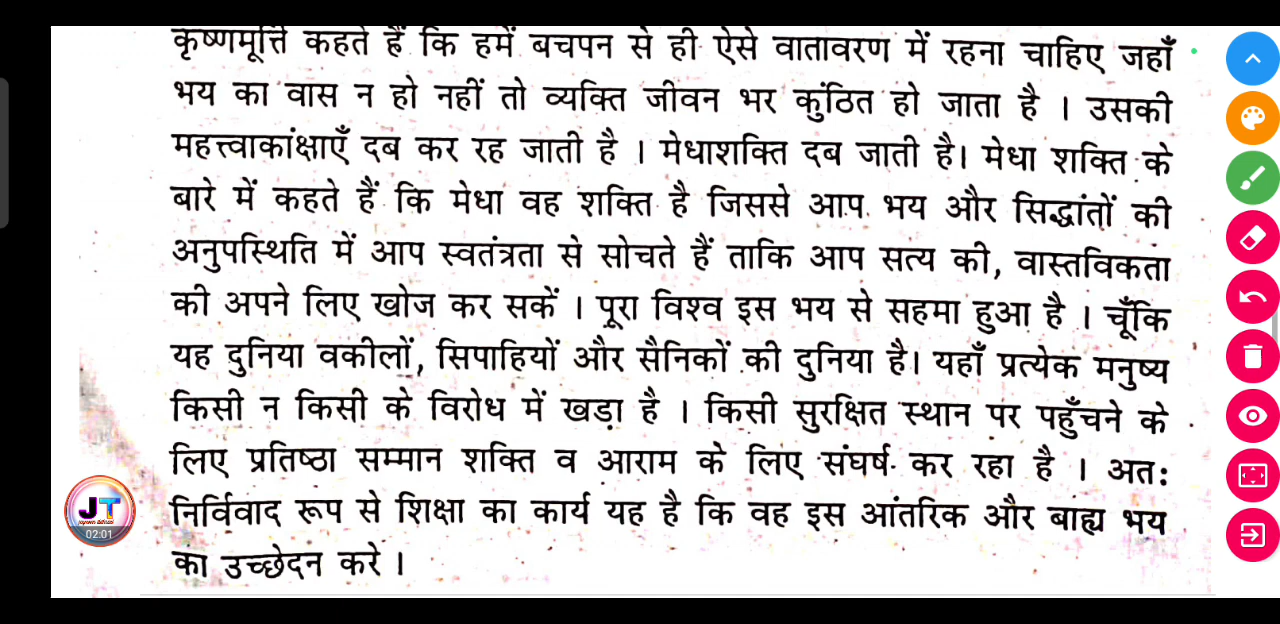 कृष्णमूर्त्ति कहते हैं कि हमें बचपन से ही ऐसे वातावरण में रहना चाहिए जहाँ
भय का वास न हो नहीं तो व्यक्ति जीवन भर कुंठित हो जाता है । उसकी
महत्त्वाकांक्षाएँ दब कर रह जाती है । मेधाशक्ति दब जाती है। मेधा शक्ति के
बारे में कहते हैं कि मेधा वह शक्ति है जिससे आप भय और सिद्धांतों की
अनुपस्थिति में आप स्वतंत्रता से सोचते हैं ताकि आप सत्य की, वास्तविकता
की अपने लिए खोज कर सकें । पूरा विश्व इस भय से सहमा हुआ है । चूँकि
यह दुनिया वकीलों, सिपाहियों और सैनिकों की दुनिया है। यहाँ प्रत्येक मनुष्य
किसी न किसी के विरोध में खड़ा है । किसी सुरक्षित स्थान पर पहुँचने के
लिए प्रतिष्ठा सम्मान शक्ति व आराम के लिए संघर्ष कर रहा है । अतः
निर्विवाद रूप से शिक्षा का कार्य यह है कि वह इस आंतरिक और बाह्य भय
का उच्छेदन करे ।
JT
02:01